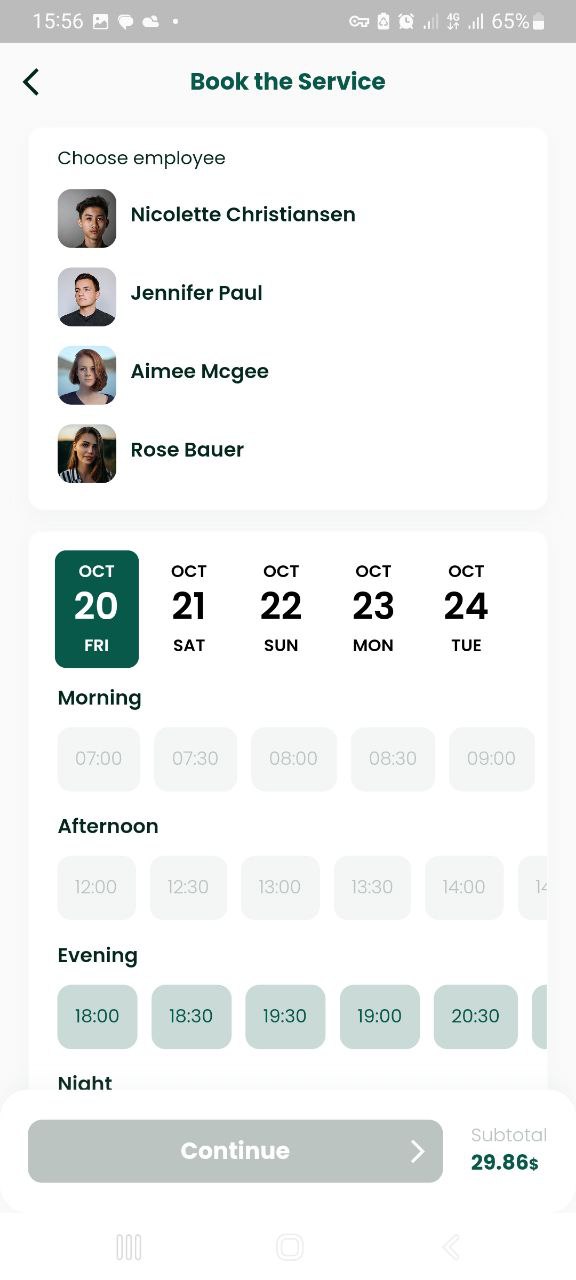 15:56 4G 65%
Book the Service
Choose employee
Nicolette Christiansen
Jennifer Paul
Aimee Mcgee
Rose Bauer
OCT OCT OCT OCT OCT
20 21 22 23 24
FRI SAT SUN MON TUE
Morning
07:00 07:30 08:00 08:30 09:00
Afternoon
12:00 12:30 13:00 13:30 14:00
Evening
18:00 18:30 19:30 19:00 20:30
Night
Continue
Subtotal
29.86$